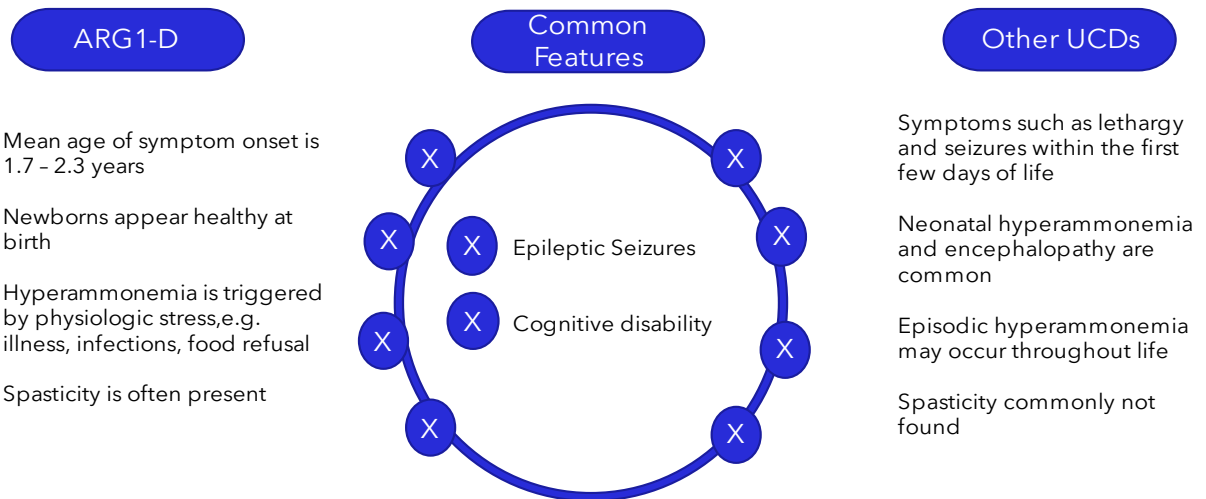 ARG1-D
Mean age of symptom onset is
1.7 – 2.3 years
Newborns appear healthy at
birth
Hyperammonemia is triggered
by physiologic stress,e.g.
illness, infections, food refusal
Spasticity is often present
Common
Features
X
X
X
X
X
X
X
X
X Epileptic Seizures
X Cognitive disability
Other UCDs
Symptoms such as lethargy
and seizures within the first
few days of life
Neonatal hyperammonemia
and encephalopathy are
common
Episodic hyperammonemia
may occur throughout life
Spasticity commonly not
found